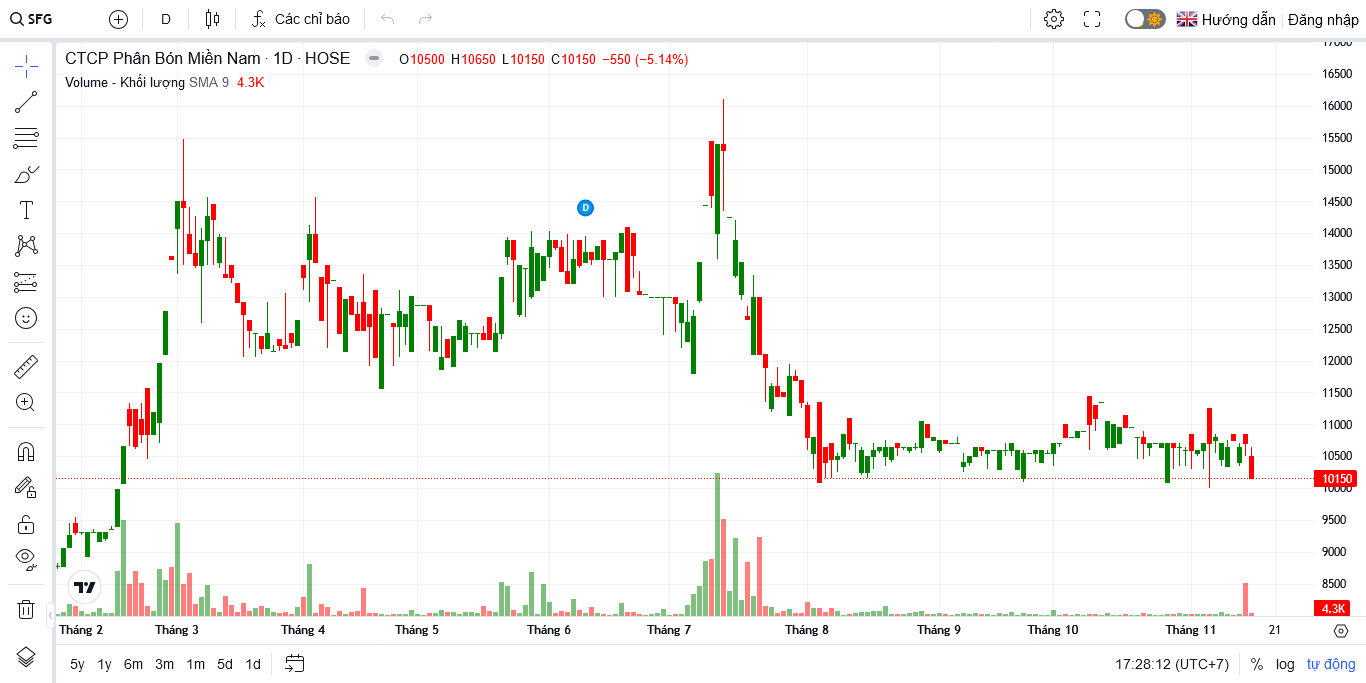 SFG D Các chỉ báo Hướng dẫn Đăng nhập
CTCP Phân Bón Miền Nam · 1D · HOSE O10500 H10650 L10150 C10150 −550 (−5.14%)
Volume - Khối lượng SMA 9 4.3K
D
17000
16500
16000
15500
15000
14500
14000
13500
13000
12500
12000
11500
11000
10500
10150
10000
9500
9000
8500
4.3K
Tháng 2 Tháng 3 Tháng 4 Tháng 5 Tháng 6 Tháng 7 Tháng 8 Tháng 9 Tháng 10 Tháng 11 21
5y 1y 6m 3m 1m 5d 1d 17:28:12 (UTC+7) % log tự động